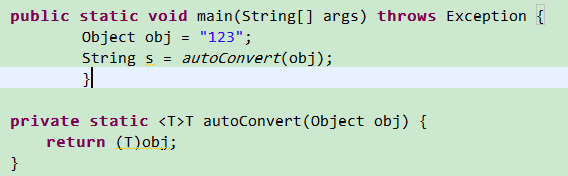 public static void main(String[] args) throws Exception {
Object obj = "123";
String s = autoConvert(obj);
}
private static <T>T autoConvert(Object obj) {
return (T)obj;
}